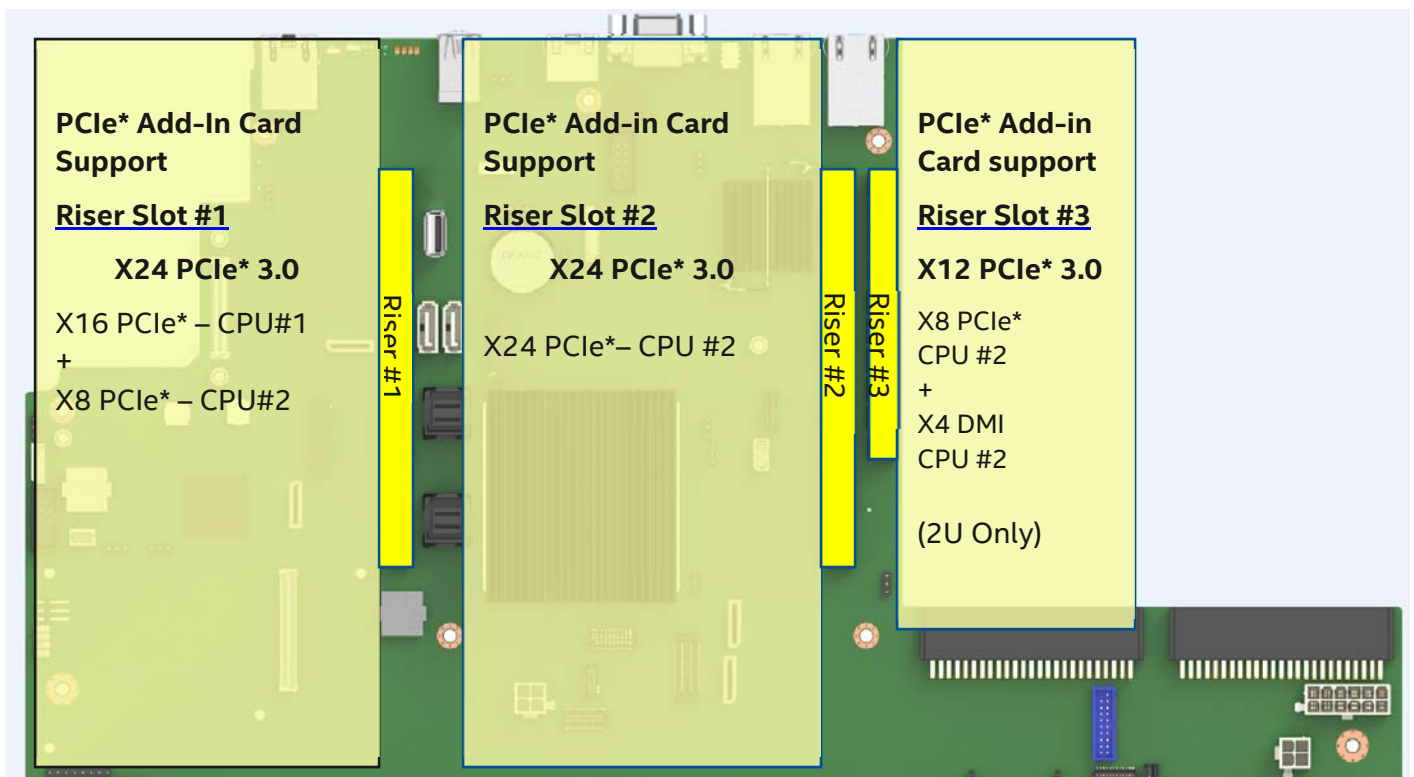 PCIe* Add-In Card
Support
Riser Slot #1
X24 PCIe* 3.0
X16 PCIe* – CPU#1
+
X8 PCIe* – CPU#2
Riser #1
PCIe* Add-in Card
Support
Riser Slot #2
X24 PCIe* 3.0
X24 PCIe*– CPU #2
Riser #2
Riser #3
PCIe* Add-in
Card support
Riser Slot #3
X12 PCIe* 3.0
X8 PCIe*
CPU #2
+
X4 DMI
CPU #2
(2U Only)